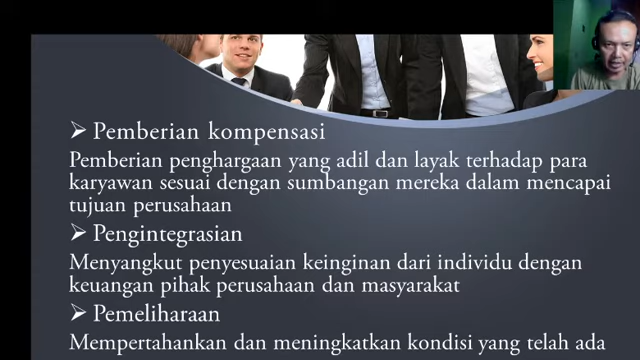 Pemberian kompensasi
Pemberian penghargaan yang adil dan layak terhadap para
karyawan sesuai dengan sumbangan mereka dalam mencapai
tujuan perusahaan
Pengintegrasian
Menyangkut penyesuaian keinginan dari individu dengan
keuangan pihak perusahaan dan masyarakat
Pemeliharaan
Mempertahankan dan meningkatkan kondisi yang telah ada